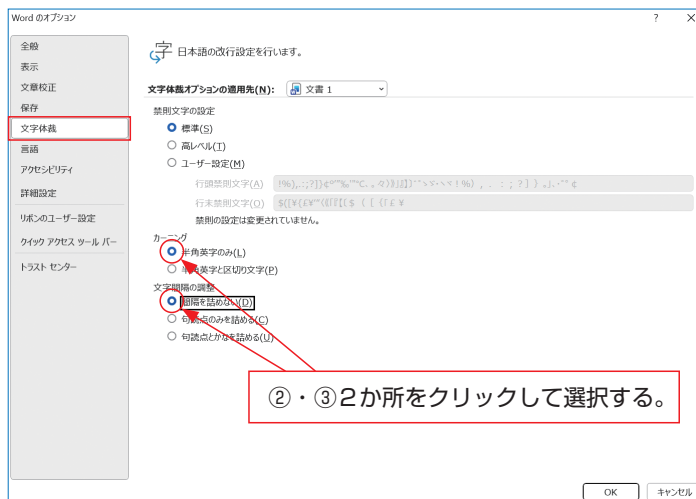 Word のオプション
?
×
全般
表示
文章校正
保存
文字体裁
言語
アクセシビリティ
詳細設定
リボンのユーザー設定
クイック アクセス ツール バー
トラスト センター
字 日本語の改行設定を行います。
文字体裁オプションの適用先(N): 文書 1
禁則文字の設定
標準(S)
高レベル(T)
ユーザー設定(M)
行頭禁則文字(A)
行末禁則文字(O)
禁則の設定は変更されていません。
カーニング
半角英字のみ(L)
半角英字と区切り文字(P)
文字間隔の調整
間隔を詰めない(D)
句読点のみを詰める(C)
句読点とかなを詰める(U)
②・③2か所をクリックして選択する。
OK
キャンセル